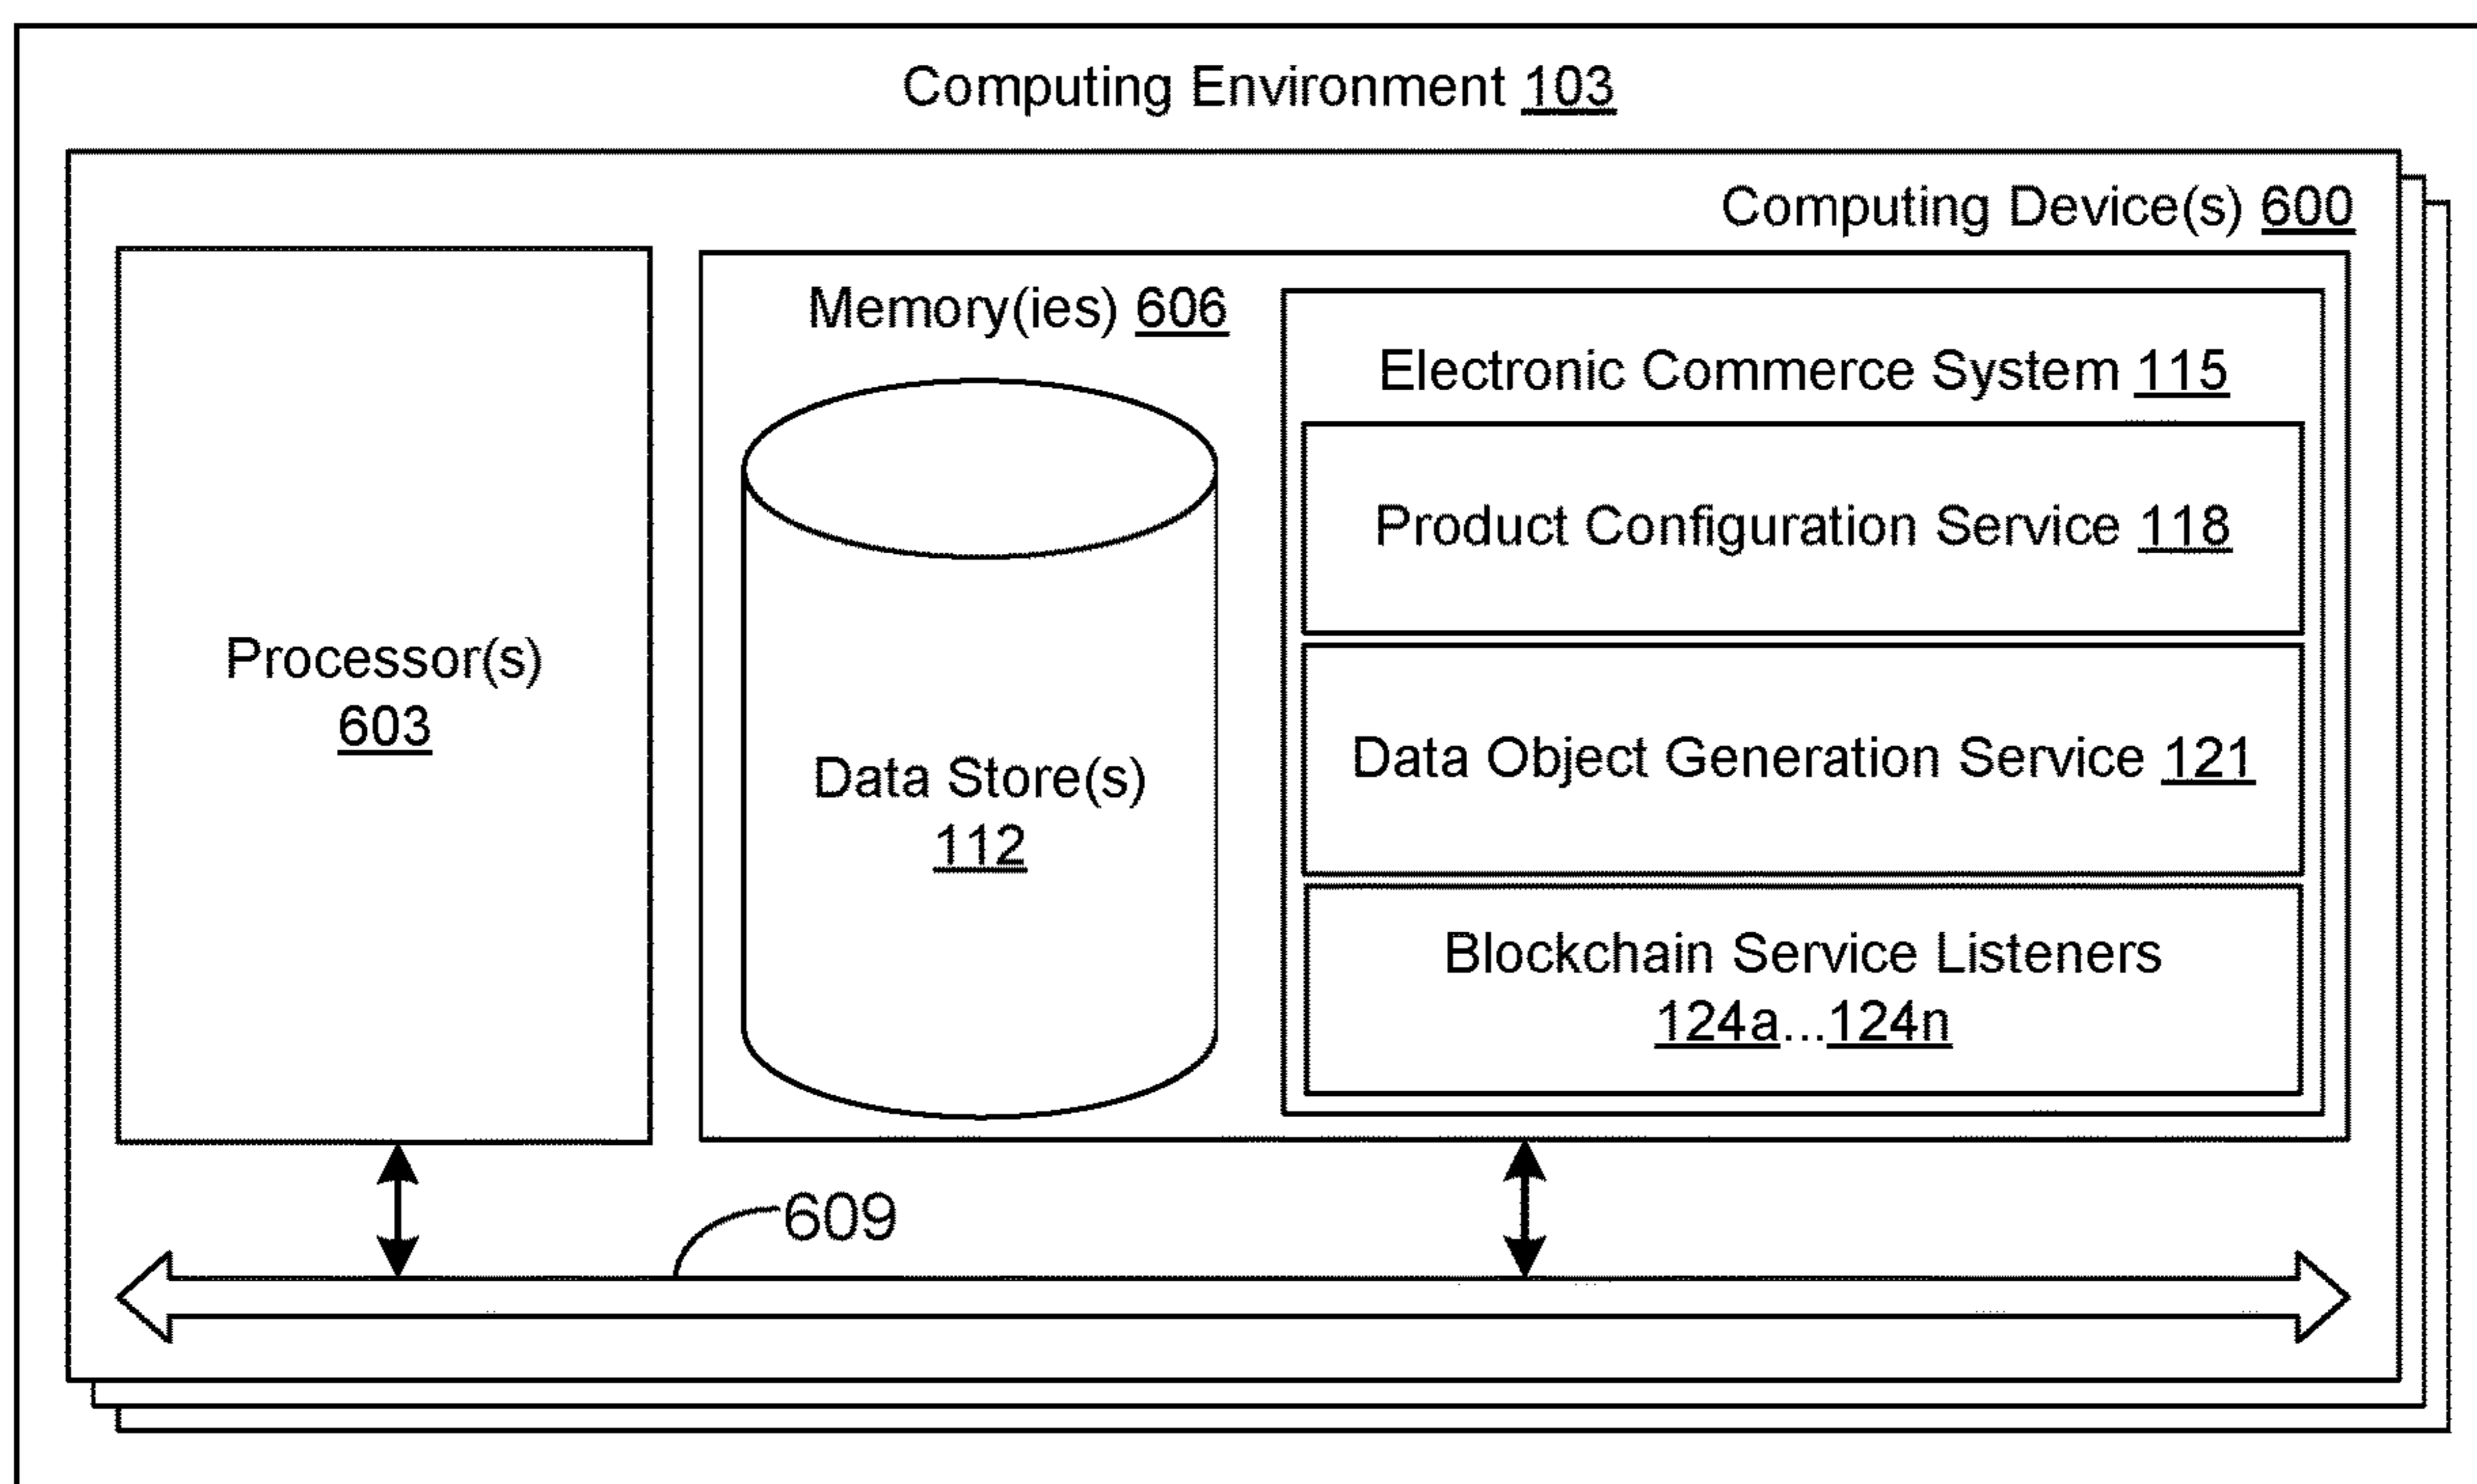 Computing Environment 103
Computing Device(s) 600
Memory(ies) 606
Electronic Commerce System 115
Product Configuration Service 118
Processor(s)
603
Data Store(s)
112
Data Object Generation Service 121
Blockchain Service Listeners
124a...124n
609